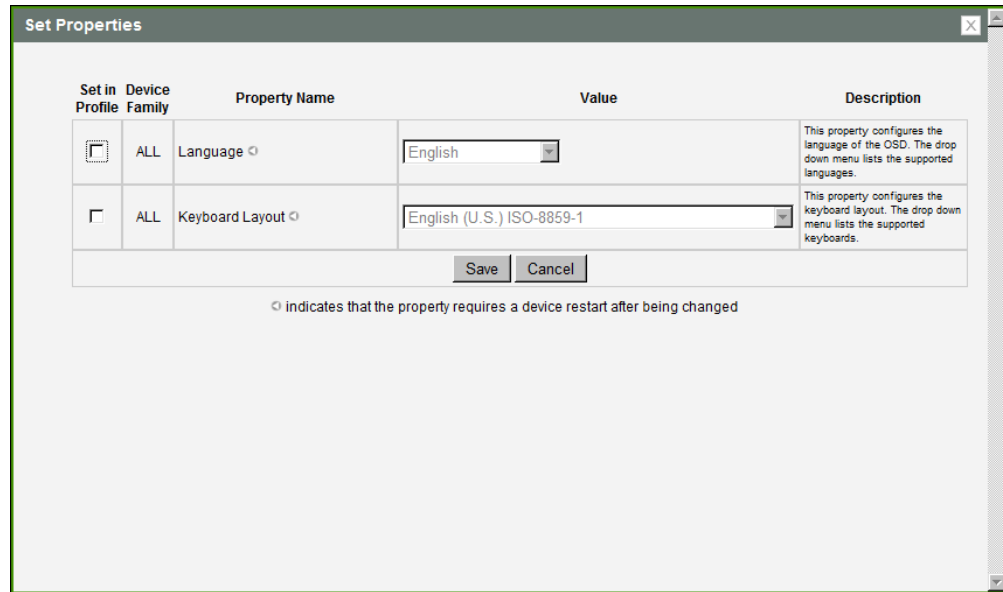 Set Properties
X
Set in Profile
Device Family
Property Name
Value
Description
ALL
Language
English
This property configures the
language of the OSD. The drop
down menu lists the supported
languages.
ALL
Keyboard Layout
English (U.S.) ISO-8859-1
This property configures the
keyboard layout. The drop down
menu lists the supported
keyboards.
Save
Cancel
indicates that the property requires a device restart after being changed